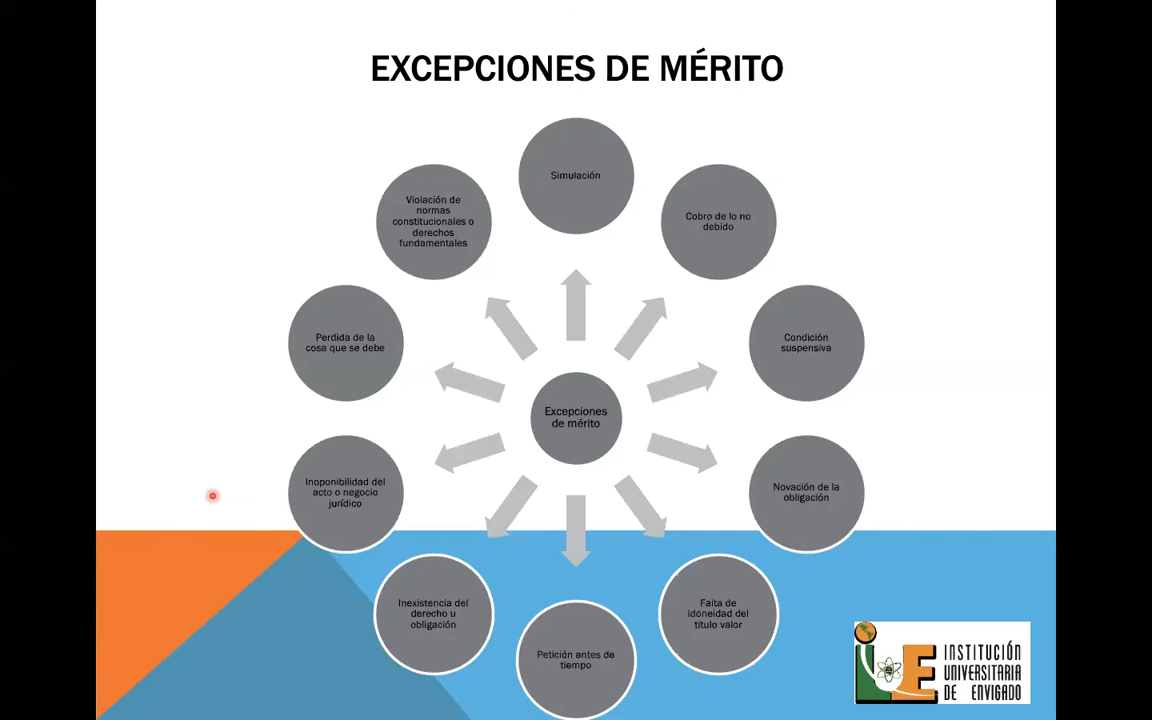 EXCEPCIONES DE MÉRITO
Simulación
Cobro de lo no
debido
Condición
suspensiva
Novación de la
obligación
Falta de
idoneidad del
titulo valor
Petición antes de
tiempo
Inexistencia del
derecho u
obligación
Inoponibilidad del
acto o negocio
jurídico
Perdida de la
cosa que se debe
Violación de
normas
constitucionales o
derechos
fundamentales
Excepciones
de mérito
INSTITUCIÓN
UNIVERSITARIA
DE ENVIGADO